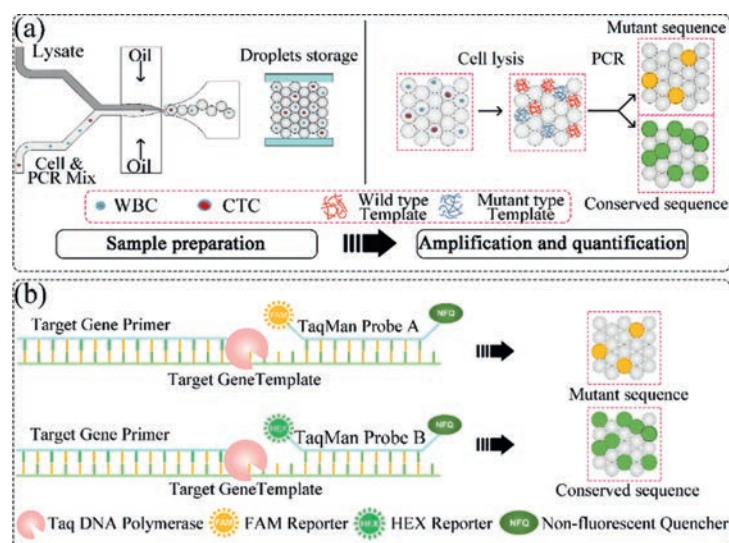 (a)
Lysate
Oil
Droplets storage
Cell &
PCR Mix
Oil
Cell lysis
PCR
Mutant sequence
Conserved sequence
WBC
CTC
Wild type
Template
Mutant type
Template
Sample preparation
Amplification and quantification
(b)
Target Gene Primer
FAM
TaqMan Probe A
NFQ
Target GeneTemplate
Mutant sequence
Target Gene Primer
HEX
TaqMan Probe B
NFQ
Target GeneTemplate
Conserved sequence
Taq DNA Polymerase
FAM
FAM Reporter
HEX
HEX Reporter
NFQ
Non-fluorescent Quencher